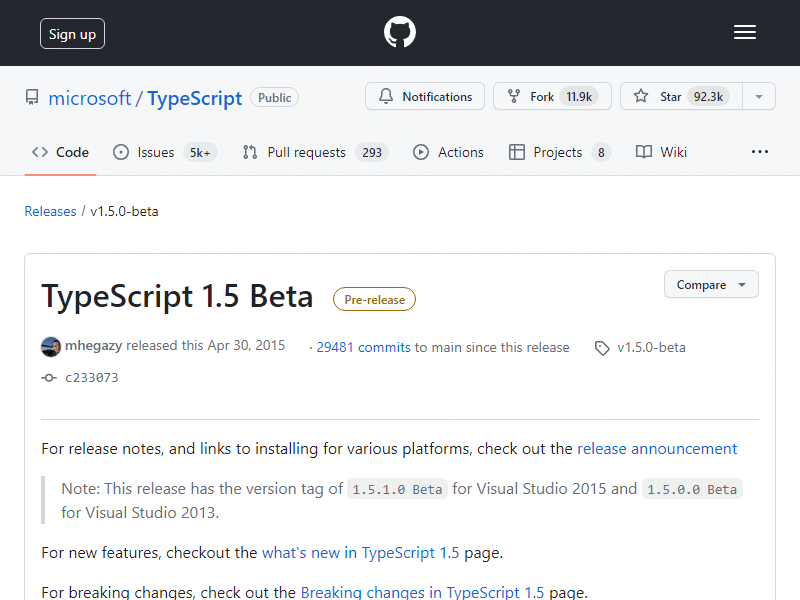 Sign up
microsoft / TypeScript Public
Notifications Fork 11.9k Star 92.3k
Code Issues 5k+ Pull requests 293 Actions Projects 8 Wiki
Releases / v1.5.0-beta
TypeScript 1.5 Beta Pre-release Compare
mhegazy released this Apr 30, 2015 · 29481 commits to main since this release v1.5.0-beta
c233073
For release notes, and links to installing for various platforms, check out the release announcement
Note: This release has the version tag of 1.5.1.0 Beta for Visual Studio 2015 and 1.5.0.0 Beta
for Visual Studio 2013.
For new features, checkout the what's new in TypeScript 1.5 page.
For breaking changes, check out the Breaking changes in TypeScript 1.5 page.